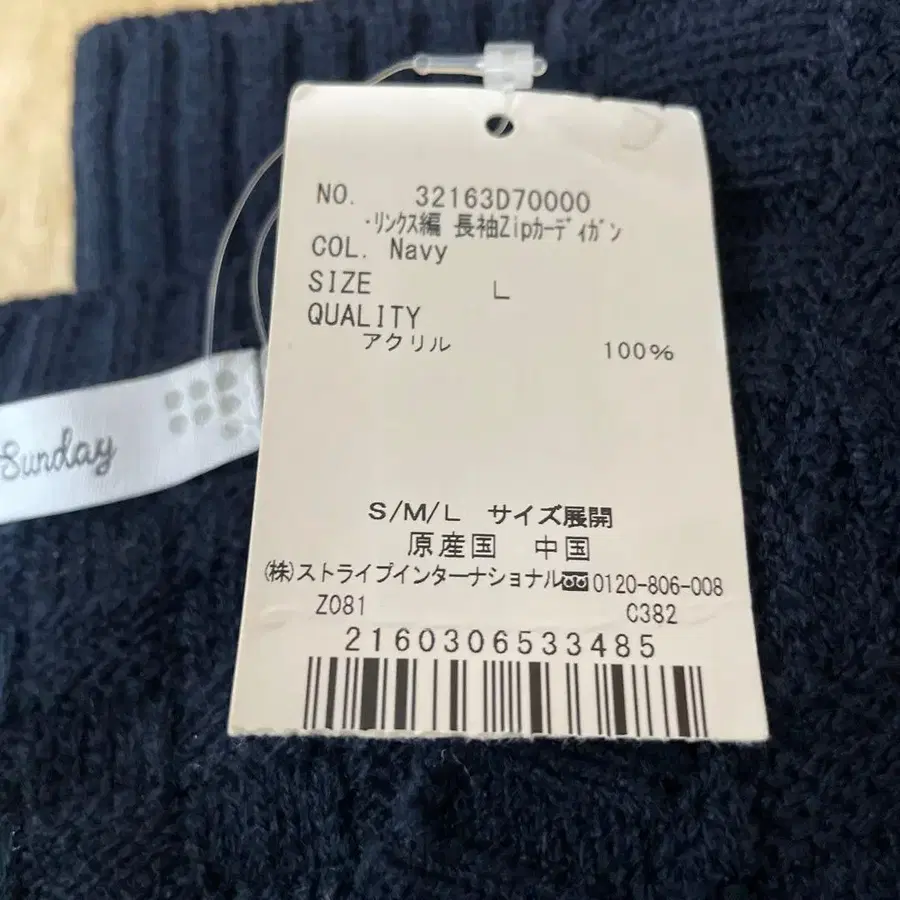 NO. 32163D70000
・リンクス編 長袖Zipカーディガン
COL. Navy
SIZE L
QUALITY
アクリル 100%
Sunday
S/M/L サイズ展開
原産国 中国
(株)ストライプインターナショナル 0120-806-008
Z081 C382
2160306533485